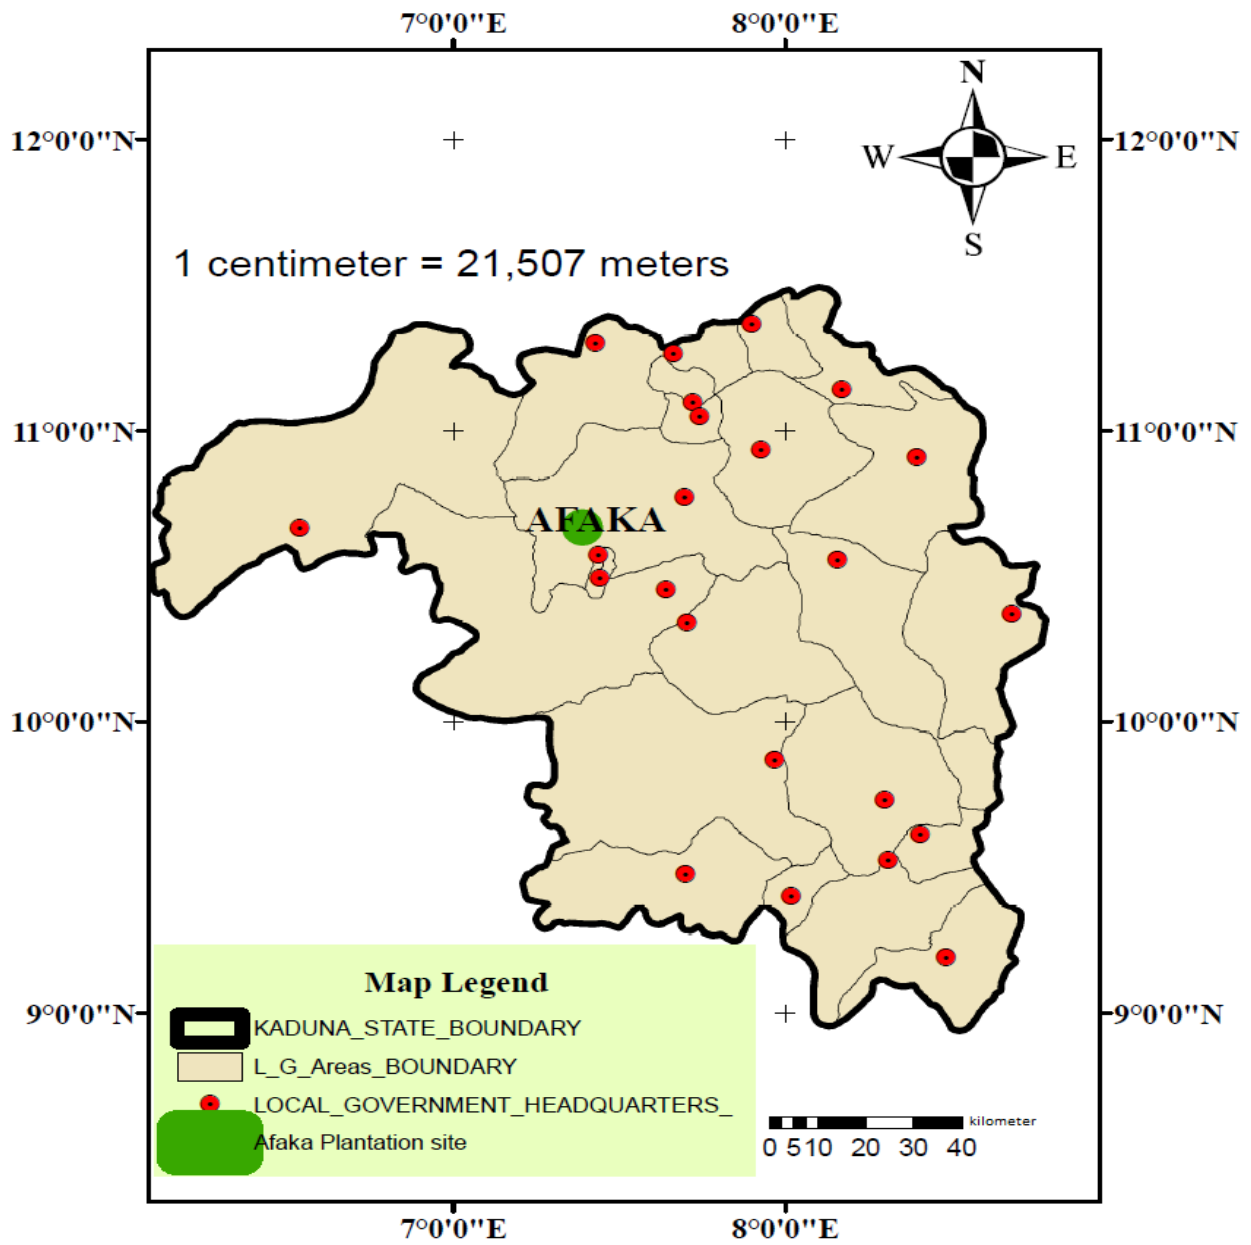 7°0'0"E 8°0'0"E
N
12°0'0"N 12°0'0"N
W E
S
1 centimeter = 21,507 meters
11°0'0"N 11°0'0"N
AFAKA
10°0'0"N 10°0'0"N
Map Legend
9°0'0"N 9°0'0"N
KADUNA_STATE_BOUNDARY
L_G_Areas_BOUNDARY
LOCAL_GOVERNMENT_HEADQUARTERS_
Afaka Plantation site
kilometer
0 5 10 20 30 40
7°0'0"E 8°0'0"E